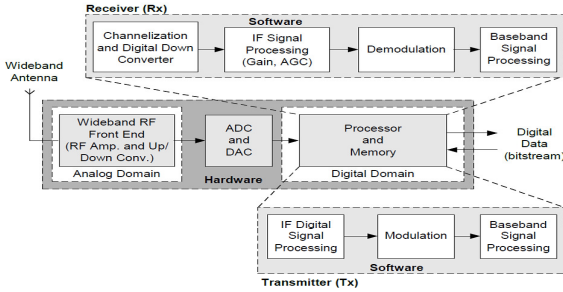 Receiver (Rx)
Software
Channelization
and Digital Down
Converter
IF Signal
Processing
(Gain, AGC)
Demodulation
Baseband
Signal
Processing
Wideband
Antenna
Wideband RF
Front End
(RF Amp. and Up/
Down Conv.)
Analog Domain
ADC
and
DAC
Hardware
Processor
and
Memory
Digital Domain
Digital Data
(bitstream)
IF Digital
Signal
Processing
Modulation
Baseband
Signal
Processing
Software
Transmitter (Tx)